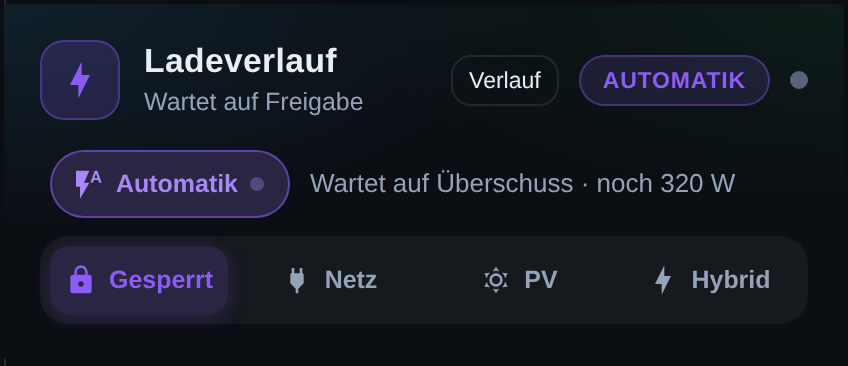 Ladeverlauf
Wartet auf Freigabe
Verlauf
AUTOMATIK
A Automatik
Wartet auf Überschuss · noch 320 W
Gesperrt
Netz
PV
Hybrid